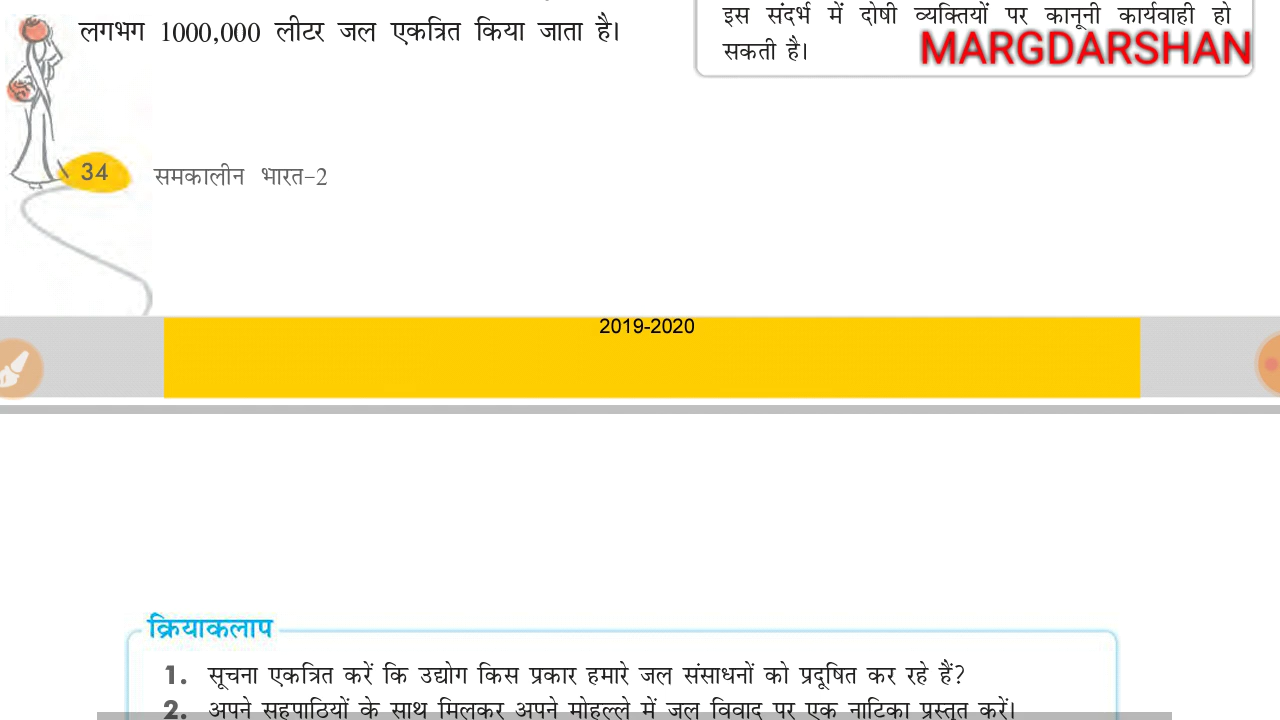 लगभग 1000,000 लीटर जल एकत्रित किया जाता है।
इस संदर्भ में दोषी व्यक्तियों पर कानूनी कार्यवाही हो
सकती है।
MARGDARSHAN
34 समकालीन भारत-2
2019-2020
क्रियाकलाप
1. सूचना एकत्रित करें कि उद्योग किस प्रकार हमारे जल संसाधनों को प्रदूषित कर रहे हैं?
2. अपने सहपाठियों के साथ मिलकर अपने मोहल्ले में जल विवाद पर एक नाटिका प्रस्तुत करें।